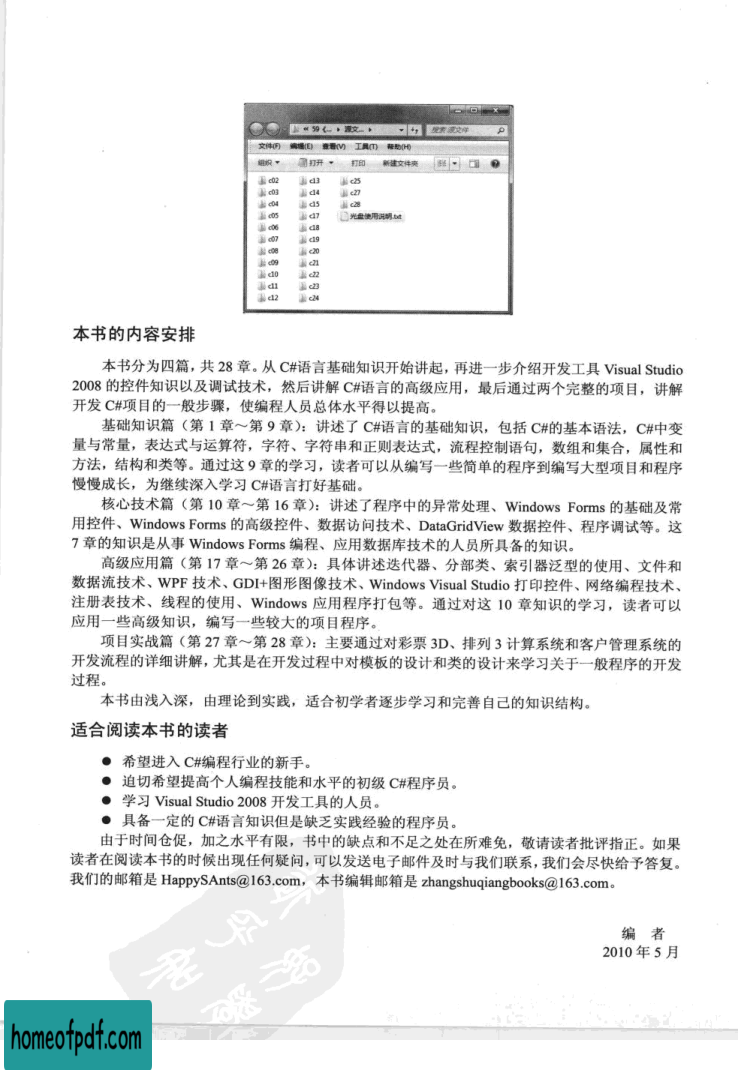 « 59 《... ▸ 源文... ▸
搜索 源文件
文件(F) 编辑(E) 查看(V) 工具(T) 帮助(H)
组织 打开 打印 新建文件夹
c02 c13 c25
c03 c14 c27
c04 c15 c28
c05 c17 光盘使用说明.txt
c06 c18
c07 c19
c08 c20
c09 c21
c10 c22
c11 c23
c12 c24
本书的内容安排
本书分为四篇，共 28 章。从 C#语言基础知识开始讲起，再进一步介绍开发工具 Visual Studio
2008 的控件知识以及调试技术，然后讲解 C#语言的高级应用，最后通过两个完整的项目，讲解
开发 C#项目的一般步骤，使编程人员总体水平得以提高。
基础知识篇（第 1 章～第 9 章）：讲述了 C#语言的基础知识，包括 C#的基本语法，C#中变
量与常量，表达式与运算符，字符、字符串和正则表达式，流程控制语句，数组和集合，属性和
方法，结构和类等。通过这 9 章的学习，读者可以从编写一些简单的程序到编写大型项目和程序
慢慢成长，为继续深入学习 C#语言打好基础。
核心技术篇（第 10 章～第 16 章）：讲述了程序中的异常处理、Windows Forms 的基础及常
用控件、Windows Forms 的高级控件、数据访问技术、DataGridView 数据控件、程序调试等。这
7 章的知识是从事 Windows Forms 编程、应用数据库技术的人员所具备的知识。
高级应用篇（第 17 章～第 26 章）：具体讲述迭代器、分部类、索引器泛型的使用、文件和
数据流技术、WPF 技术、GDI+图形图像技术、Windows Visual Studio 打印控件、网络编程技术、
注册表技术、线程的使用、Windows 应用程序打包等。通过对这 10 章知识的学习，读者可以
应用一些高级知识，编写一些较大的项目程序。
项目实战篇（第 27 章～第 28 章）：主要通过对彩票 3D、排列 3 计算系统和客户管理系统的
开发流程的详细讲解，尤其是在开发过程中对模板的设计和类的设计来学习关于一般程序的开发
过程。
本书由浅入深，由理论到实践，适合初学者逐步学习和完善自己的知识结构。
适合阅读本书的读者
● 希望进入 C#编程行业的新手。
● 迫切希望提高个人编程技能和水平的初级 C#程序员。
● 学习 Visual Studio 2008 开发工具的人员。
● 具备一定的 C#语言知识但是缺乏实践经验的程序员。
由于时间仓促，加之水平有限，书中的缺点和不足之处在所难免，敬请读者批评指正。如果
读者在阅读本书的时候出现任何疑问，可以发送电子邮件及时与我们联系，我们会尽快给予答复。
我们的邮箱是 HappySAnts@163.com，本书编辑邮箱是 zhangshuqiangbooks@163.com。
编 者
2010 年 5 月
homeofpdf.com